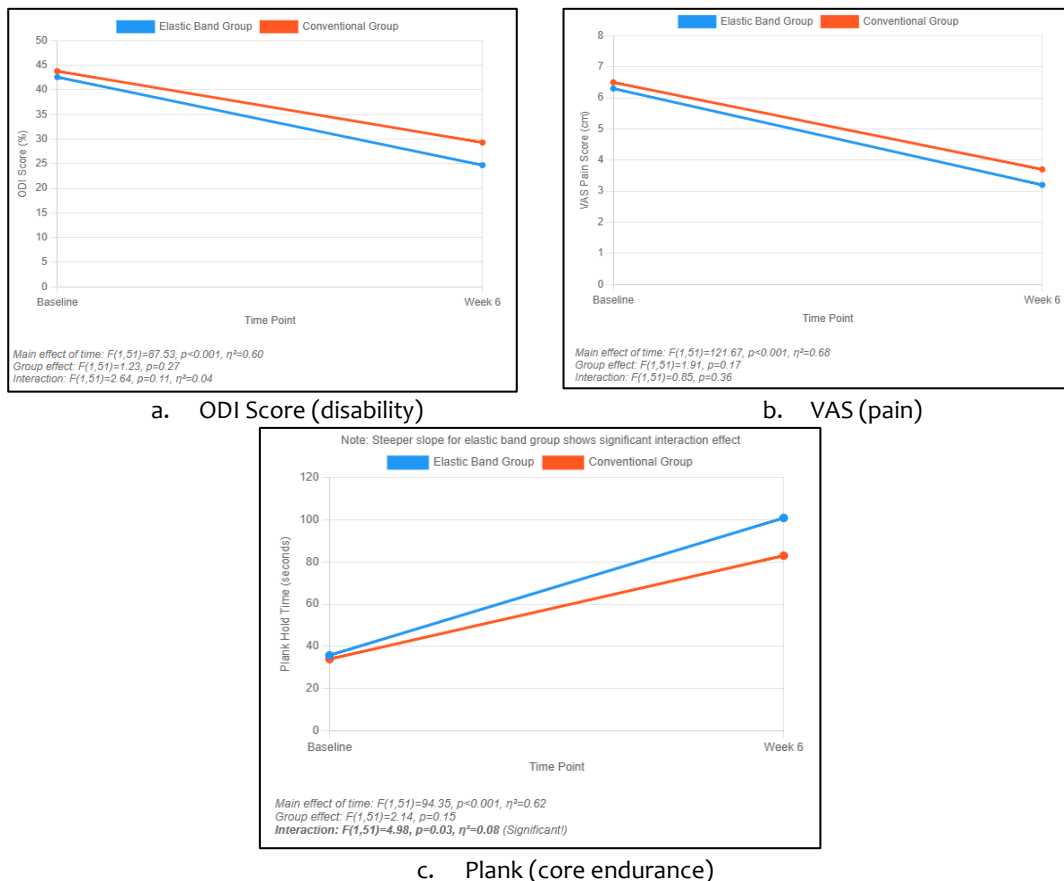 Elastic Band Group Conventional Group
50
45
40
35
30
25
20
15
10
5
0
ODI Score (%)
Baseline Week 6
Time Point
Main effect of time: F(1,51)=87.53, p<0.001, η²=0.60
Group effect: F(1,51)=1.23, p=0.27
Interaction: F(1,51)=2.64, p=0.11, η²=0.04
a. ODI Score (disability)
Elastic Band Group Conventional Group
8
7
6
5
4
3
2
1
0
VAS Pain Score (cm)
Baseline Week 6
Time Point
Main effect of time: F(1,51)=121.67, p<0.001, η²=0.68
Group effect: F(1,51)=1.91, p=0.17
Interaction: F(1,51)=0.85, p=0.36
b. VAS (pain)
Note: Steeper slope for elastic band group shows significant interaction effect
Elastic Band Group Conventional Group
120
100
80
60
40
20
0
Plank Hold Time (seconds)
Baseline Week 6
Time Point
Main effect of time: F(1,51)=94.35, p<0.001, η²=0.62
Group effect: F(1,51)=2.14, p=0.15
Interaction: F(1,51)=4.98, p=0.03, η²=0.08 (Significant!)
c. Plank (core endurance)